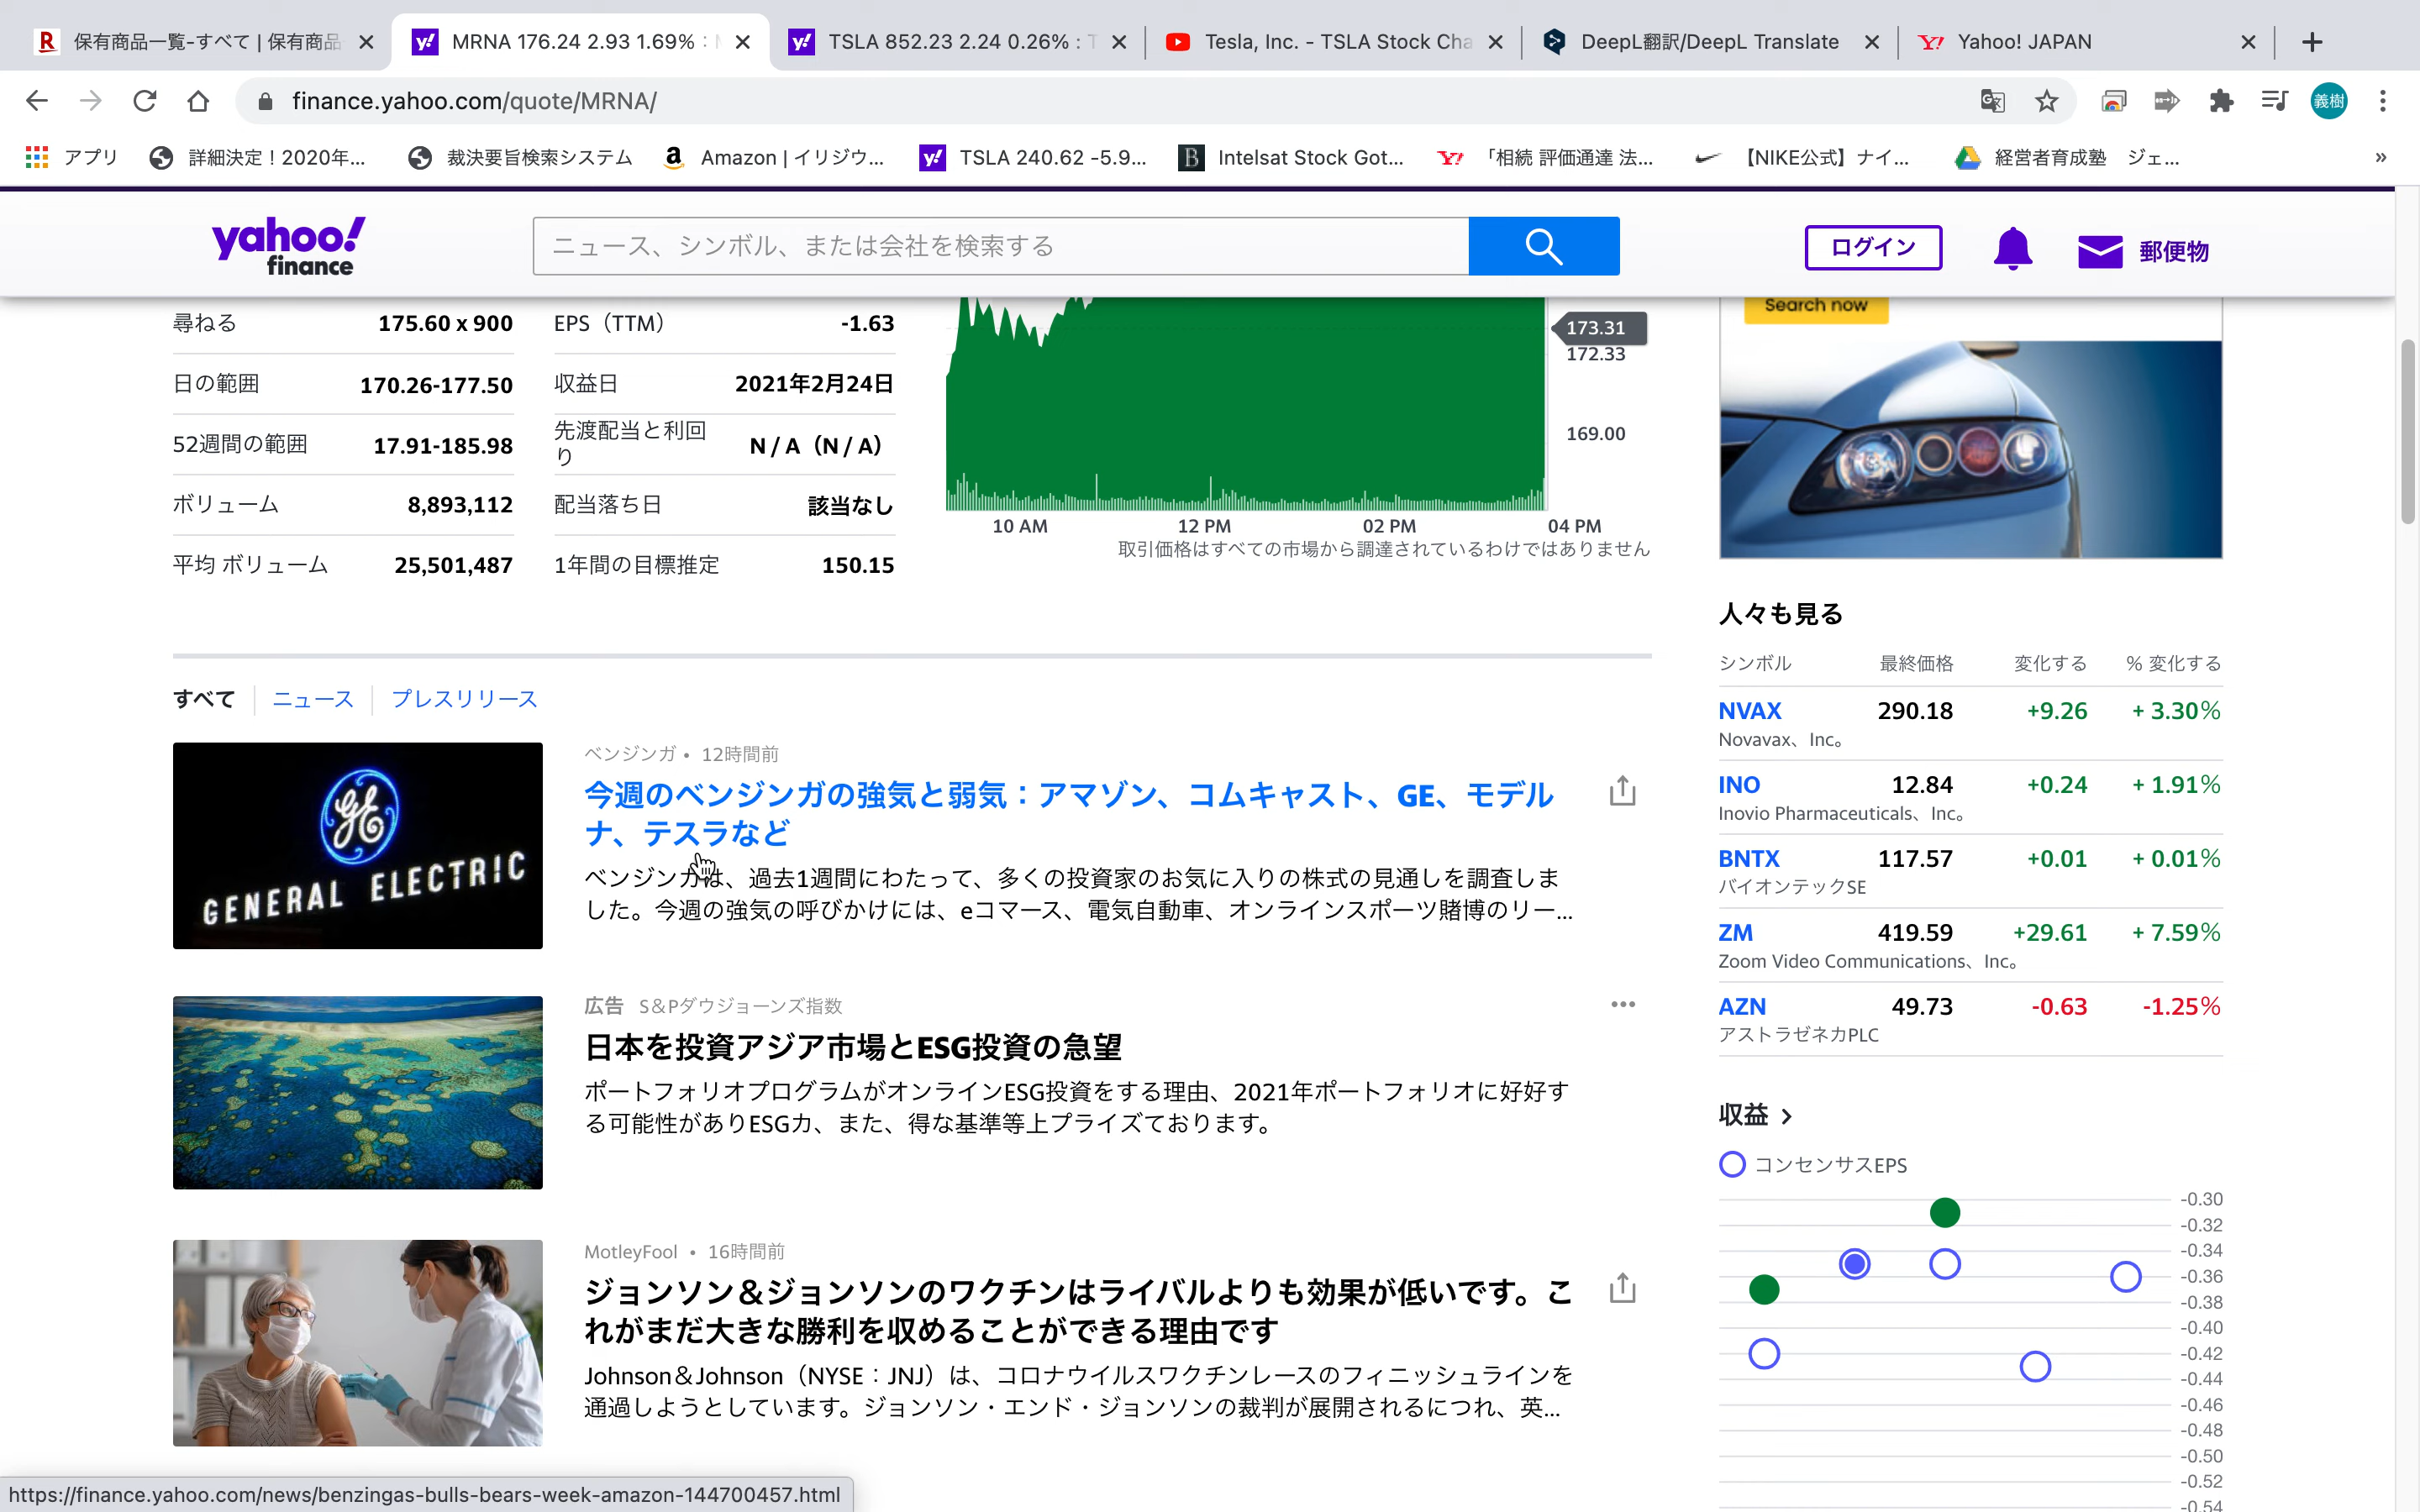 保有商品一覧-すべて | 保有商品
MRNA 176.24 2.93 1.69% :
TSLA 852.23 2.24 0.26% : T
Tesla, Inc. - TSLA Stock Cha
DeepL翻訳/DeepL Translate
Yahoo! JAPAN
finance.yahoo.com/quote/MRNA/
義樹
アプリ
詳細決定！2020年...
裁決要旨検索システム
Amazon | イリジウ...
TSLA 240.62 -5.9...
Intelsat Stock Got...
「相続 評価通達 法...
【NIKE公式】ナイ...
経営者育成塾 ジェ...
»
yahoo!
finance
ニュース、シンボル、または会社を検索する
ログイン
郵便物
尋ねる 175.60 x 900
日の範囲 170.26-177.50
52週間の範囲 17.91-185.98
ボリューム 8,893,112
平均 ボリューム 25,501,487
EPS（TTM） -1.63
収益日 2021年2月24日
先渡配当と利回
り N / A（N / A）
配当落ち日 該当なし
1年間の目標推定 150.15
173.31
172.33
169.00
10 AM 12 PM 02 PM 04 PM
取引価格はすべての市場から調達されているわけではありません
Search now
すべて ニュース プレスリリース
GENERAL ELECTRIC
ベンジンガ • 12時間前
今週のベンジンガの強気と弱気：アマゾン、コムキャスト、GE、モデル
ナ、テスラなど
ベンジンガは、過去1週間にわたって、多くの投資家のお気に入りの株式の見通しを調査しま
した。今週の強気の呼びかけには、eコマース、電気自動車、オンラインスポーツ賭博のリー...
広告 S＆Pダウジョーンズ指数
日本を投資アジア市場とESG投資の急望
ポートフォリオプログラムがオンラインESG投資をする理由、2021年ポートフォリオに好好す
る可能性がありESG力、また、得な基準等上プライズております。
MotleyFool • 16時間前
ジョンソン＆ジョンソンのワクチンはライバルよりも効果が低いです。こ
れがまだ大きな勝利を収めることができる理由です
Johnson＆Johnson（NYSE：JNJ）は、コロナウイルスワクチンレースのフィニッシュラインを
通過しようとしています。ジョンソン・エンド・ジョンソンの裁判が展開されるにつれ、英...
人々も見る
シンボル 最終価格 変化する ％ 変化する
NVAX 290.18 +9.26 + 3.30％
Novavax、Inc。
INO 12.84 +0.24 + 1.91％
Inovio Pharmaceuticals、Inc。
BNTX 117.57 +0.01 + 0.01％
バイオンテックSE
ZM 419.59 +29.61 + 7.59％
Zoom Video Communications、Inc。
AZN 49.73 -0.63 -1.25％
アストラゼネカPLC
収益
コンセンサスEPS
-0.30
-0.32
-0.34
-0.36
-0.38
-0.40
-0.42
-0.44
-0.46
-0.48
-0.50
-0.52
-0.54
https://finance.yahoo.com/news/benzingas-bulls-bears-week-amazon-144700457.html